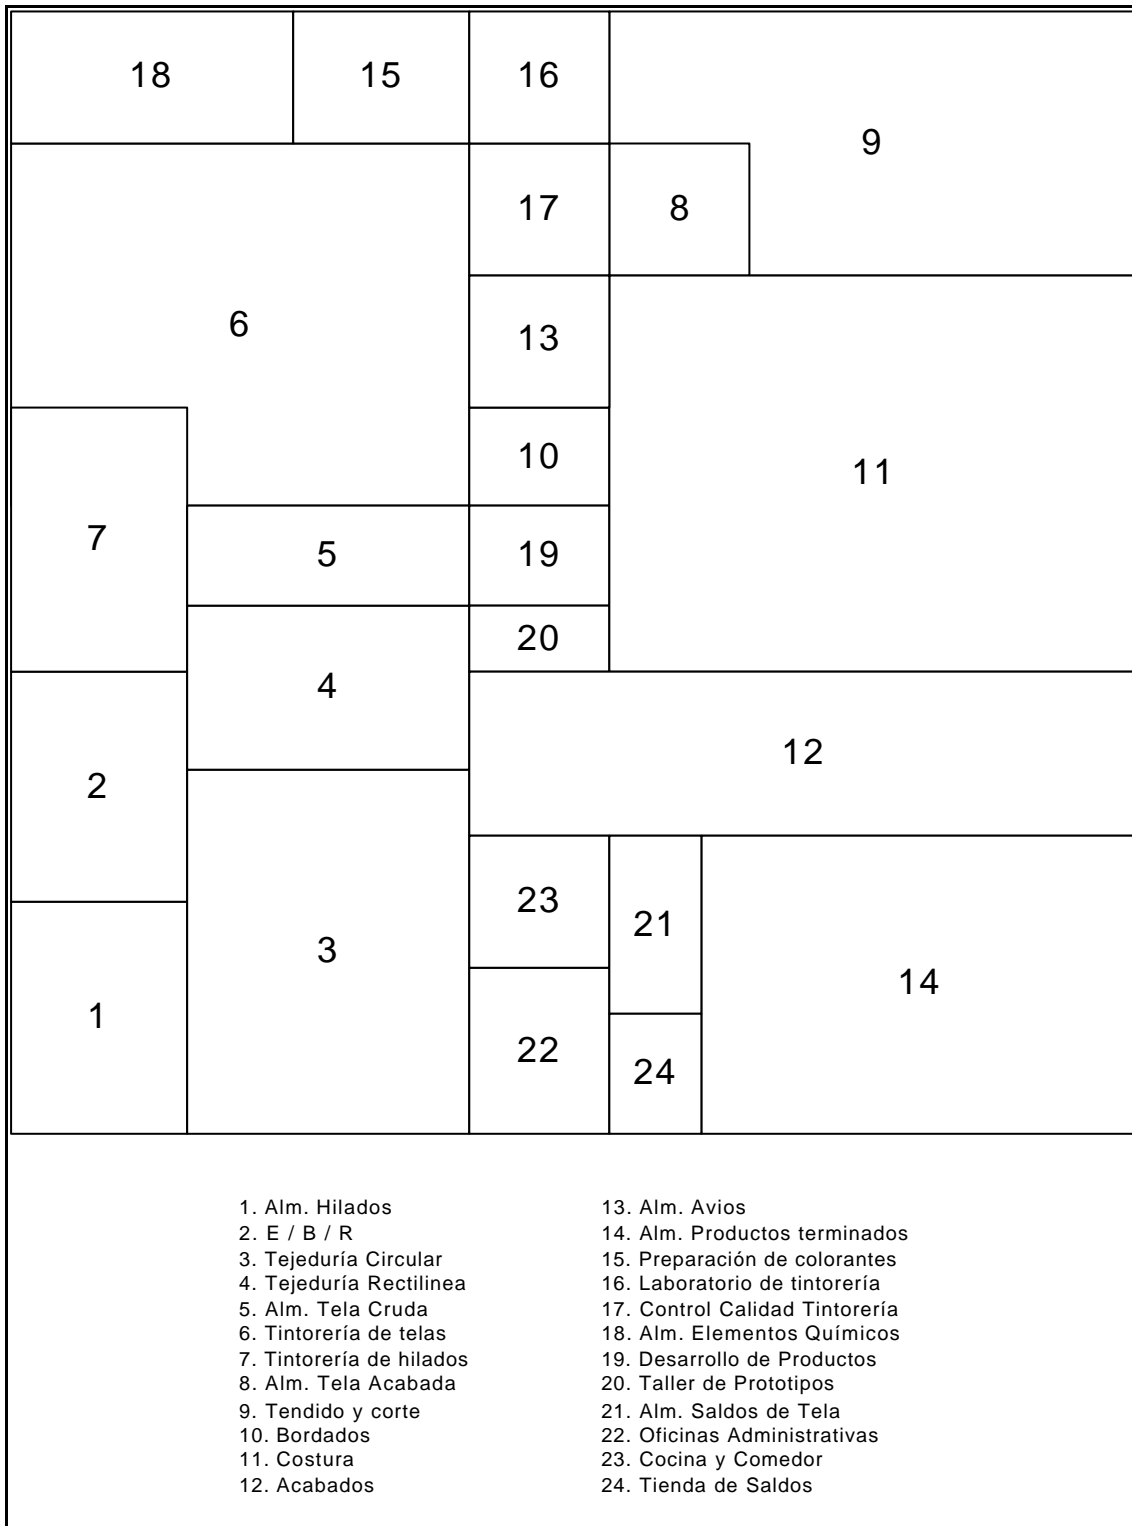 18 15 16
9
17 8
6 13
10 11
7 5 19
20
4
12
2
23
3 21
14
1
22 24
1. Alm. Hilados
2. E / B / R
3. Tejeduría Circular
4. Tejeduría Rectilinea
5. Alm. Tela Cruda
6. Tintorería de telas
7. Tintorería de hilados
8. Alm. Tela Acabada
9. Tendido y corte
10. Bordados
11. Costura
12. Acabados
13. Alm. Avios
14. Alm. Productos terminados
15. Preparación de colorantes
16. Laboratorio de tintorería
17. Control Calidad Tintorería
18. Alm. Elementos Químicos
19. Desarrollo de Productos
20. Taller de Prototipos
21. Alm. Saldos de Tela
22. Oficinas Administrativas
23. Cocina y Comedor
24. Tienda de Saldos